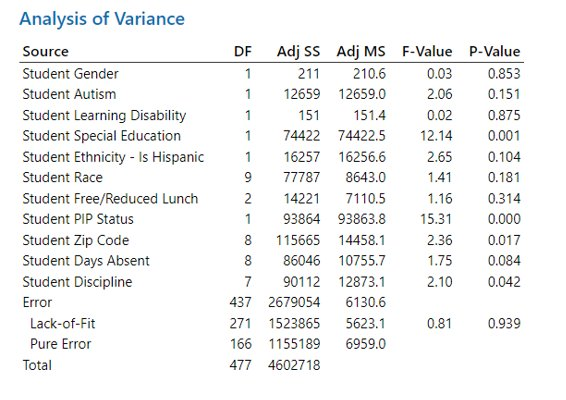 Analysis of Variance
Source DF Adj SS Adj MS F-Value P-Value
Student Gender 1 211 210.6 0.03 0.853
Student Autism 1 12659 12659.0 2.06 0.151
Student Learning Disability 1 151 151.4 0.02 0.875
Student Special Education 1 74422 74422.5 12.14 0.001
Student Ethnicity - Is Hispanic 1 16257 16256.6 2.65 0.104
Student Race 9 77787 8643.0 1.41 0.181
Student Free/Reduced Lunch 2 14221 7110.5 1.16 0.314
Student PIP Status 1 93864 93863.8 15.31 0.000
Student Zip Code 8 115665 14458.1 2.36 0.017
Student Days Absent 8 86046 10755.7 1.75 0.084
Student Discipline 7 90112 12873.1 2.10 0.042
Error 437 2679054 6130.6
Lack-of-Fit 271 1523865 5623.1 0.81 0.939
Pure Error 166 1155189 6959.0
Total 477 4602718